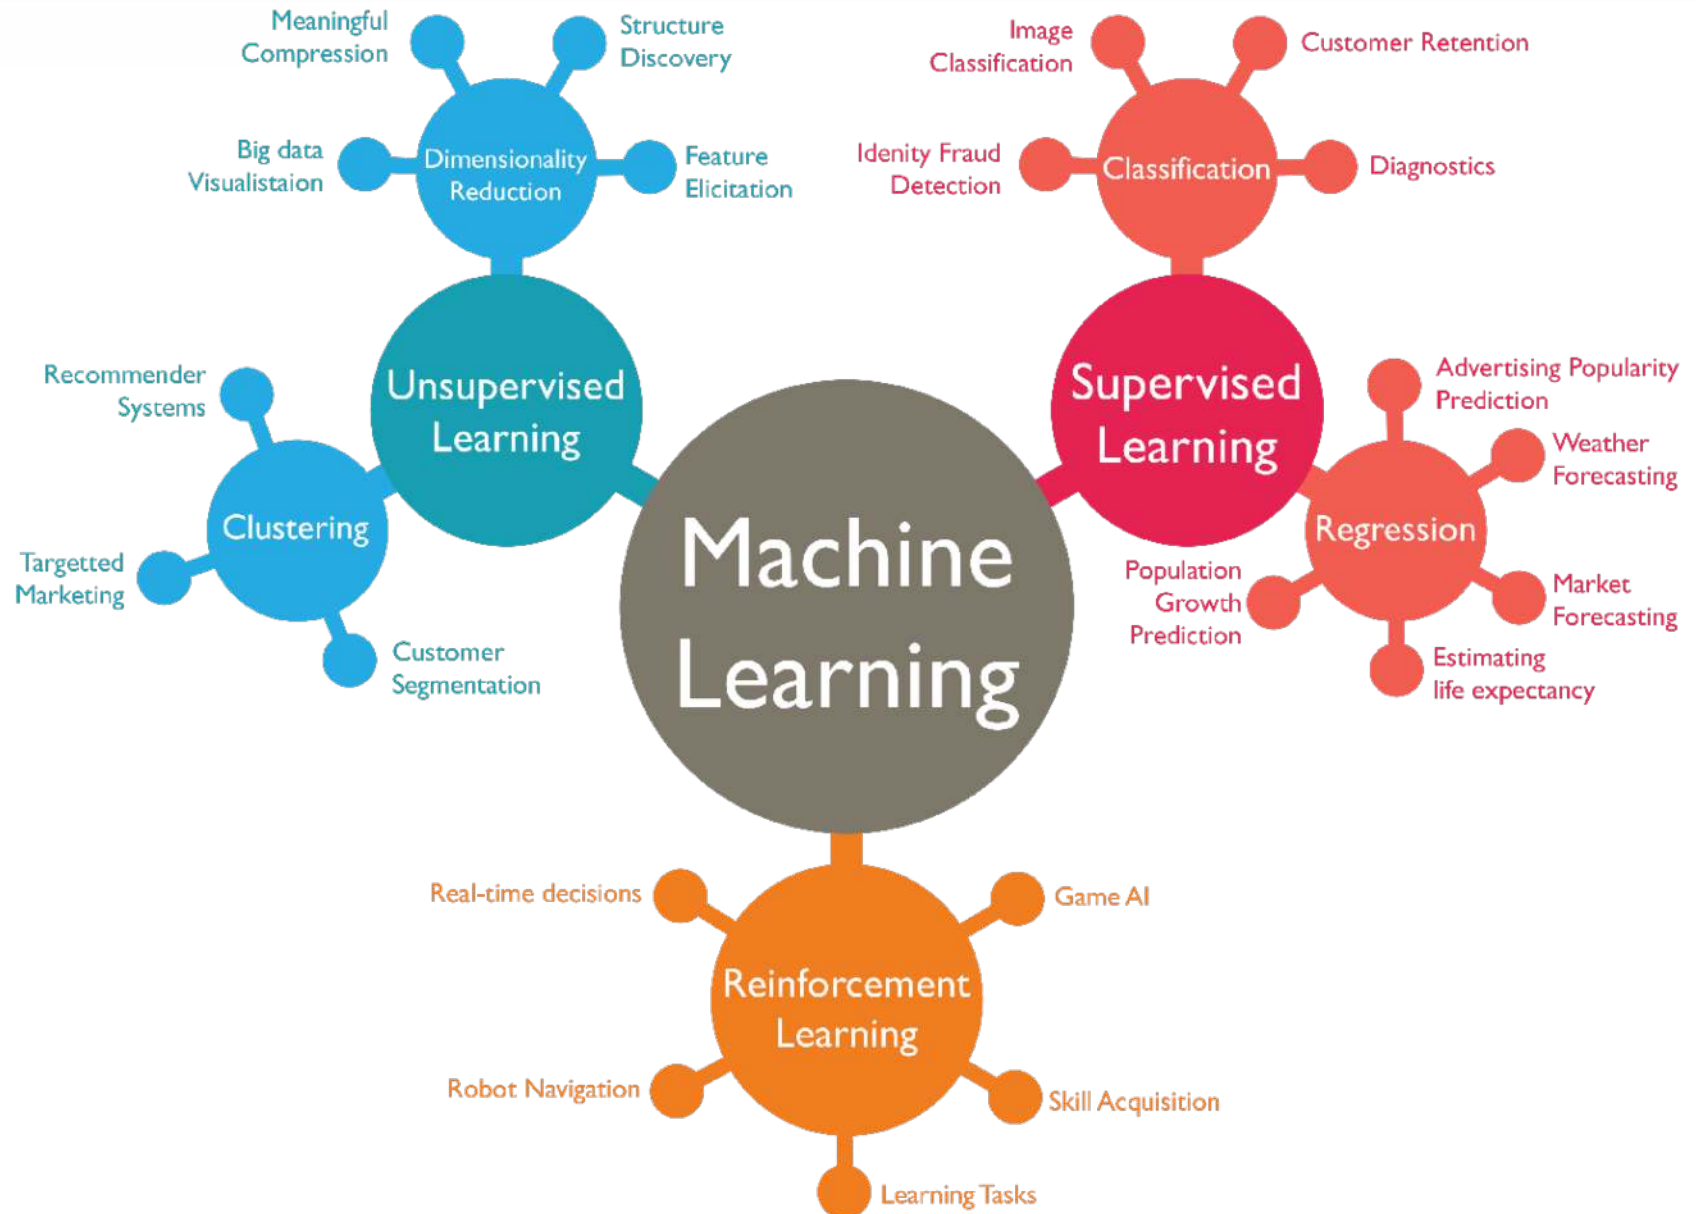 Meaningful
Compression
Structure
Discovery
Big data
Visualistaion
Dimensionality
Reduction
Feature
Elicitation
Image
Classification
Customer Retention
Idenity Fraud
Detection
Classification
Diagnostics
Unsupervised
Learning
Recommender
Systems
Clustering
Targetted
Marketing
Customer
Segmentation
Supervised
Learning
Advertising Popularity
Prediction
Weather
Forecasting
Regression
Population
Growth
Prediction
Market
Forecasting
Estimating
life expectancy
Machine
Learning
Real-time decisions
Game AI
Reinforcement
Learning
Robot Navigation
Skill Acquisition
Learning Tasks